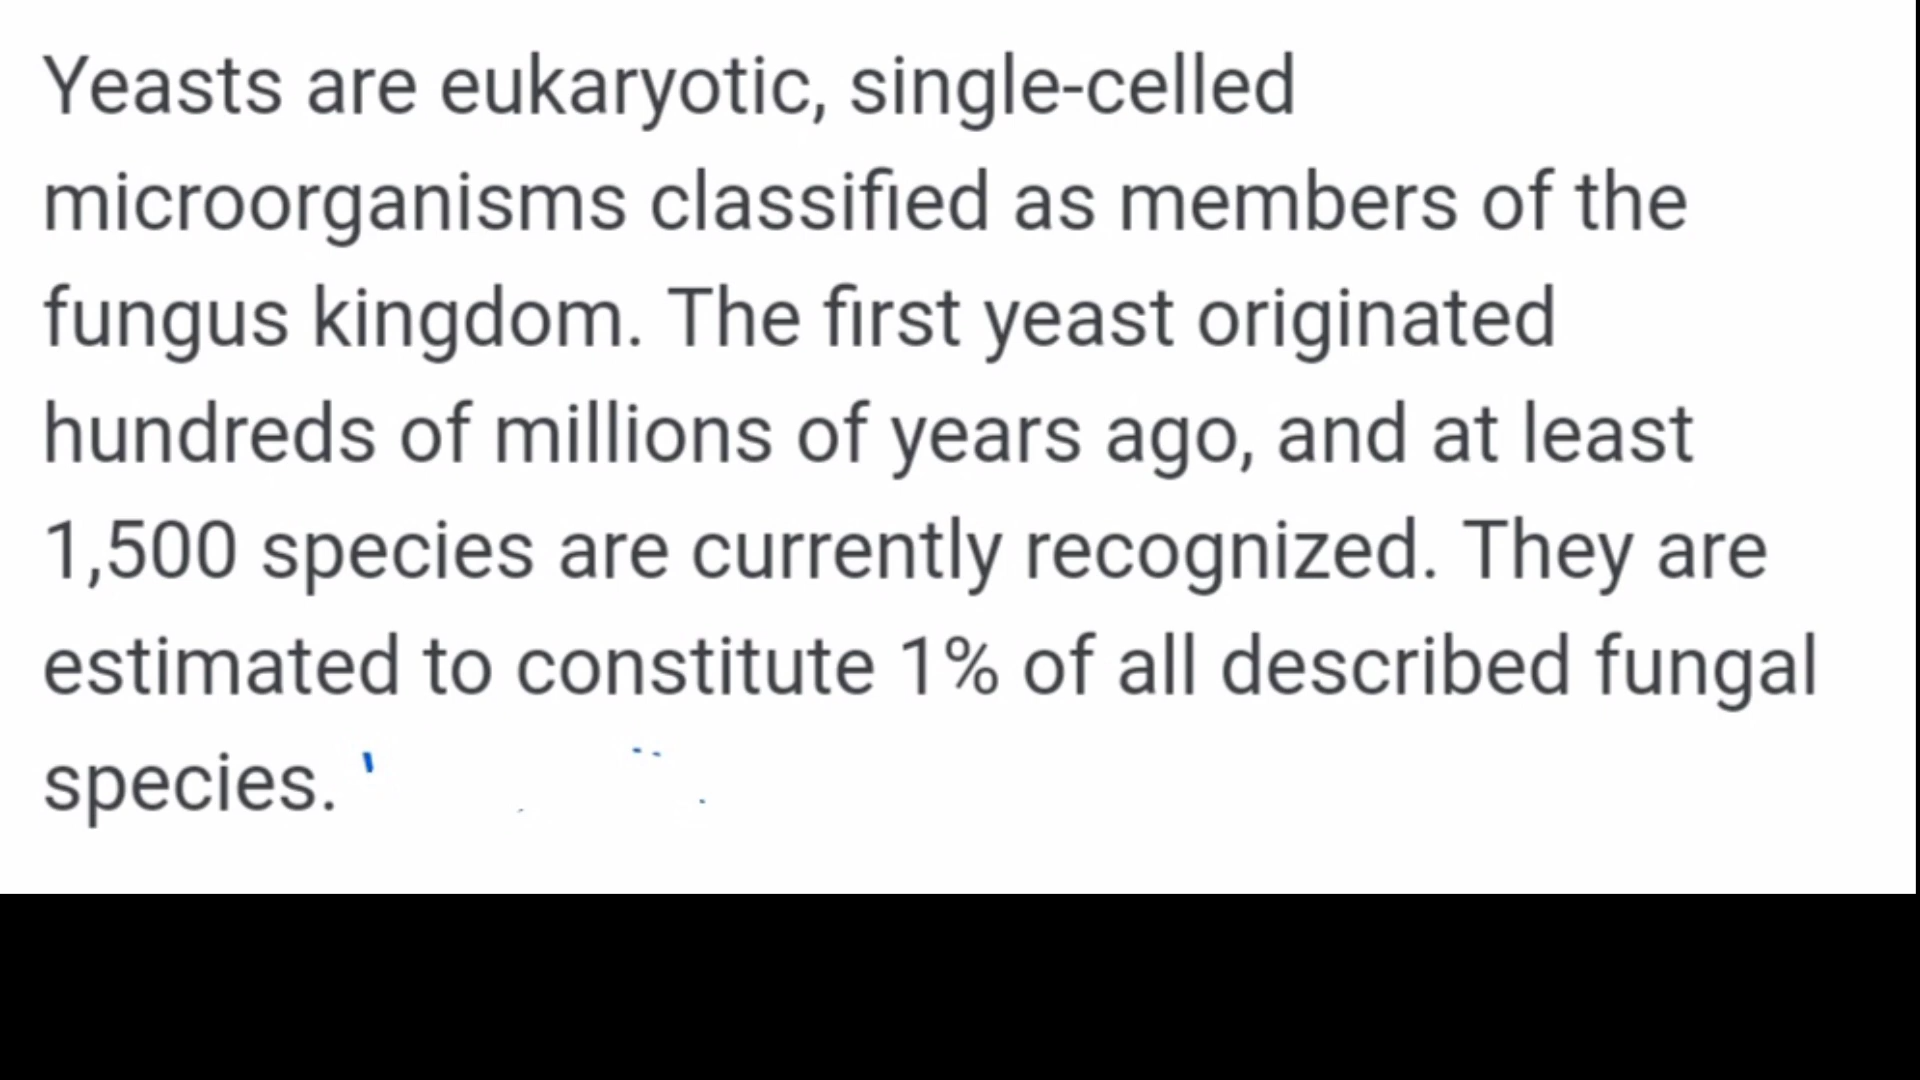 Yeasts are eukaryotic, single-celled
microorganisms classified as members of the
fungus kingdom. The first yeast originated
hundreds of millions of years ago, and at least
1,500 species are currently recognized. They are
estimated to constitute 1% of all described fungal
species.